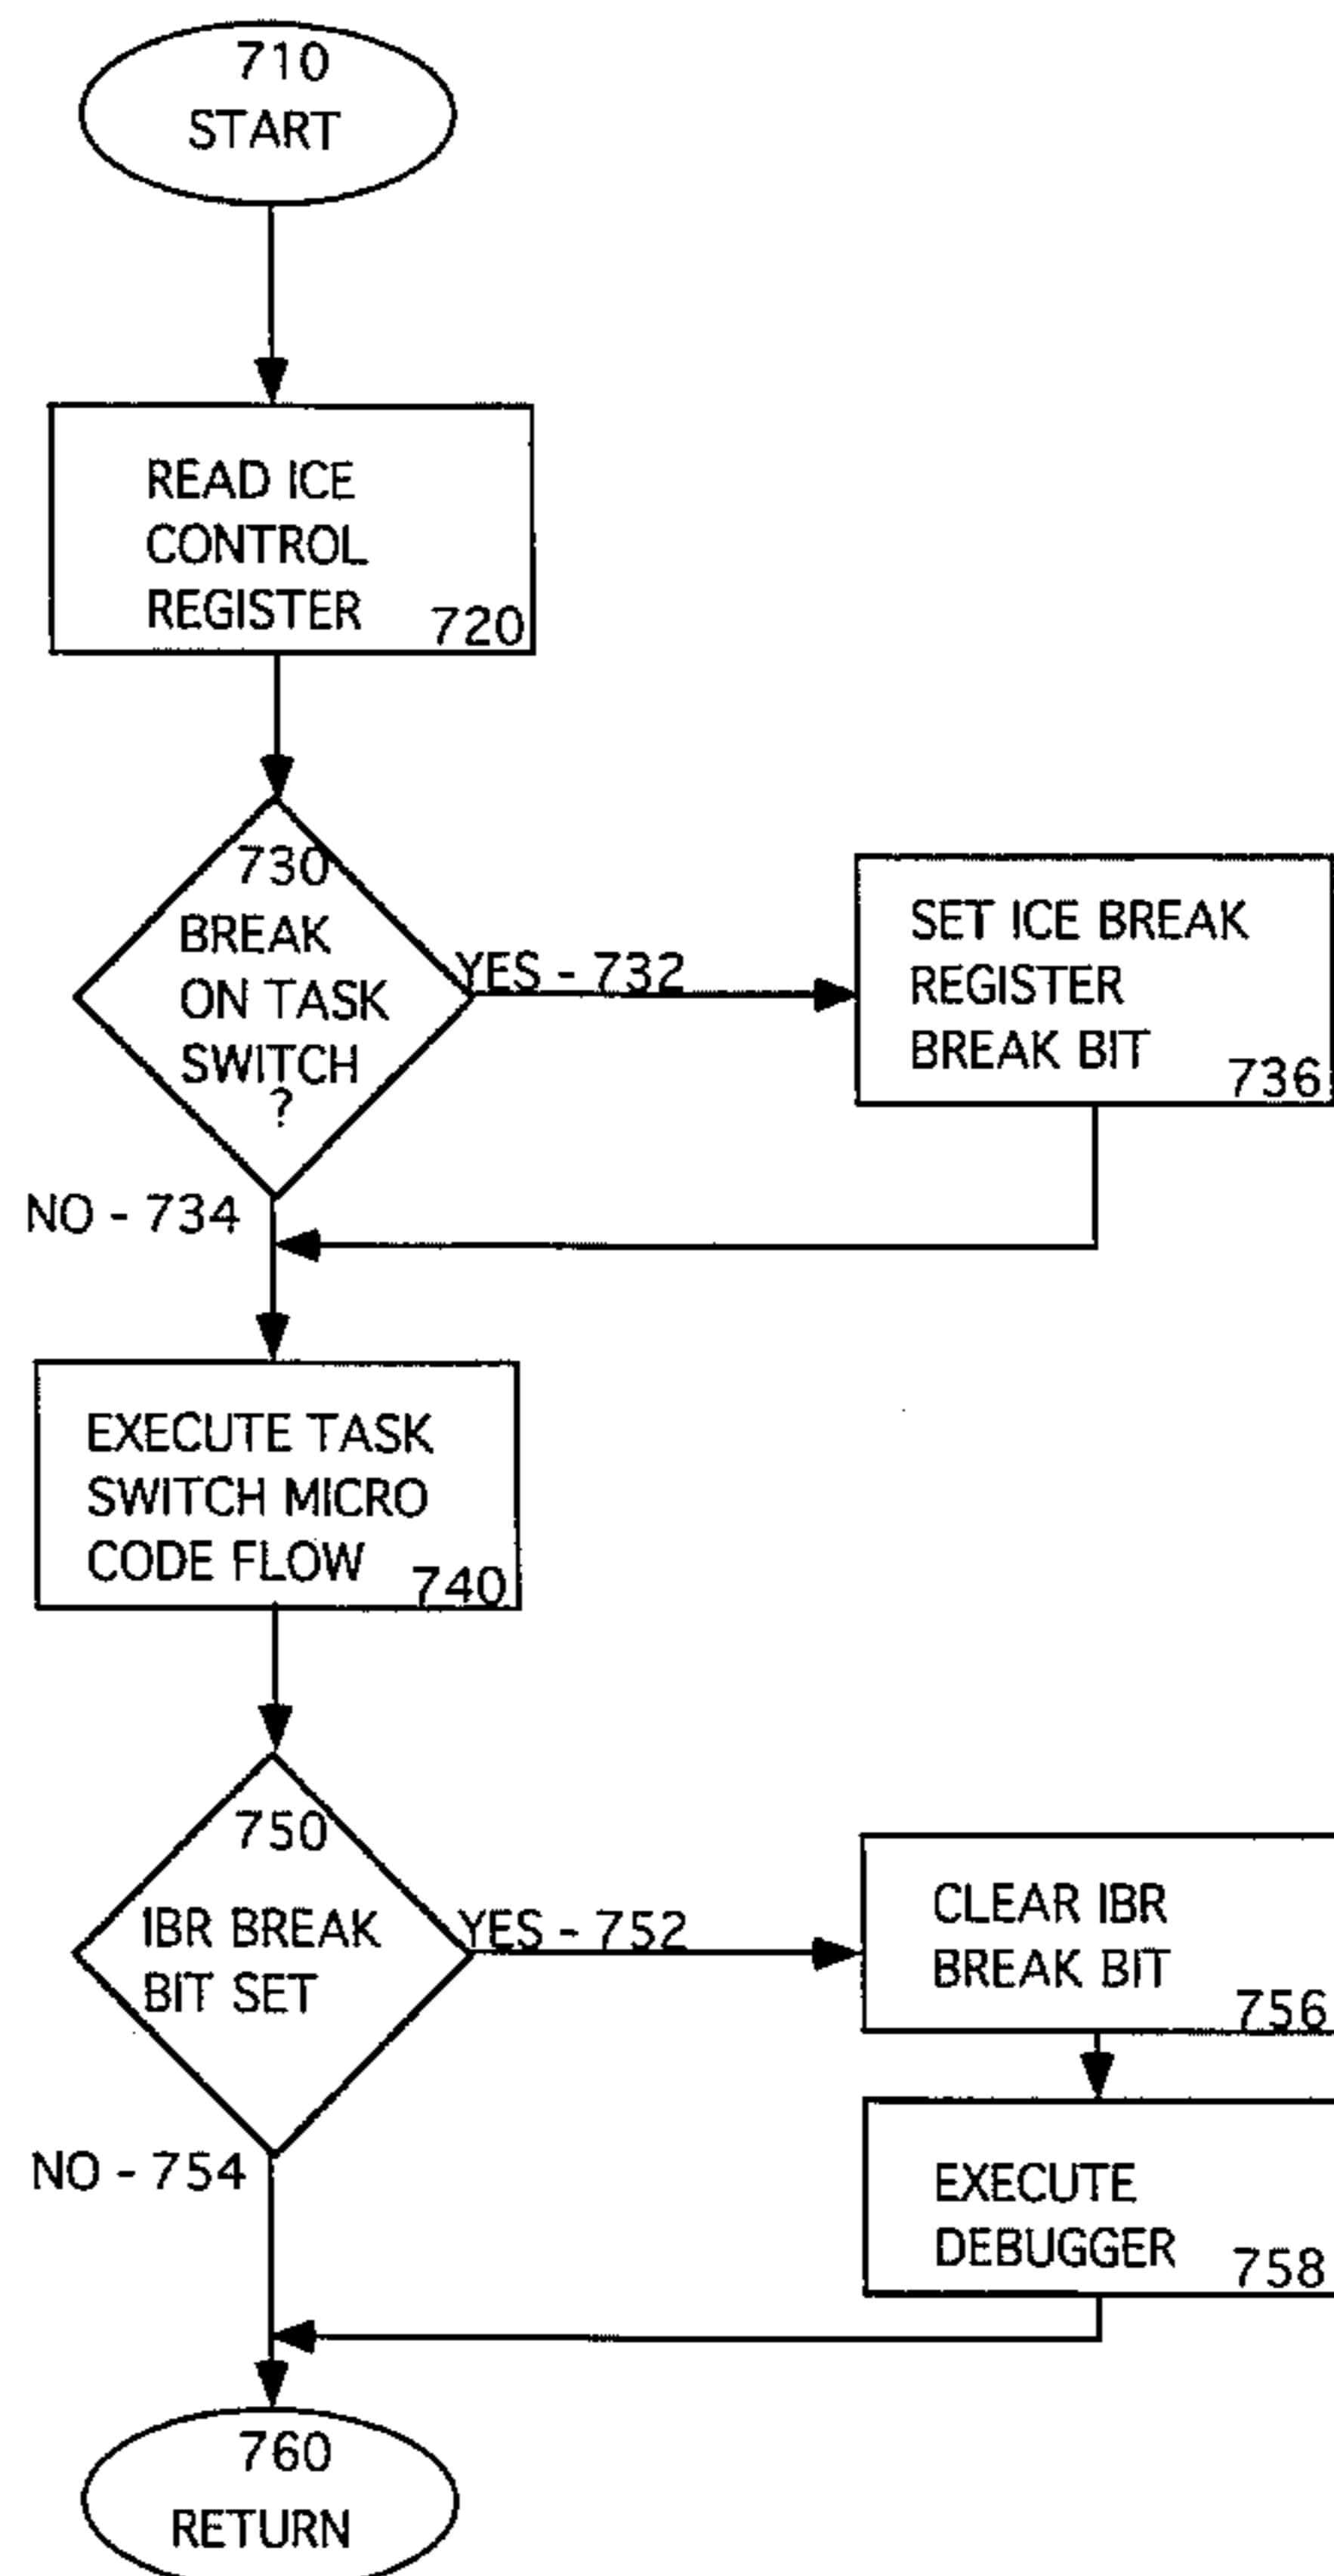 710
START
READ ICE
CONTROL
REGISTER
720
730
BREAK
ON TASK
SWITCH
?
YES - 732
SET ICE BREAK
REGISTER
BREAK BIT
736
NO - 734
EXECUTE TASK
SWITCH MICRO
CODE FLOW
740
750
IBR BREAK
BIT SET
YES - 752
CLEAR IBR
BREAK BIT
756
NO - 754
EXECUTE
DEBUGGER
758
760
RETURN